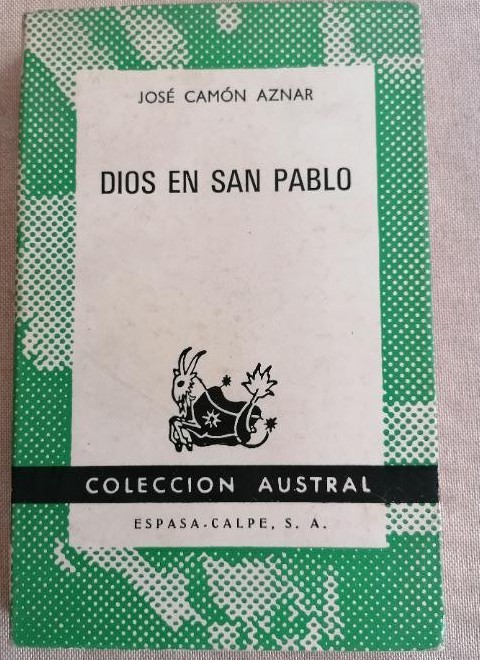 JOSÉ CAMÓN AZNAR
DIOS EN SAN PABLO
COLECCION AUSTRAL
ESPASA-CALPE, S. A.